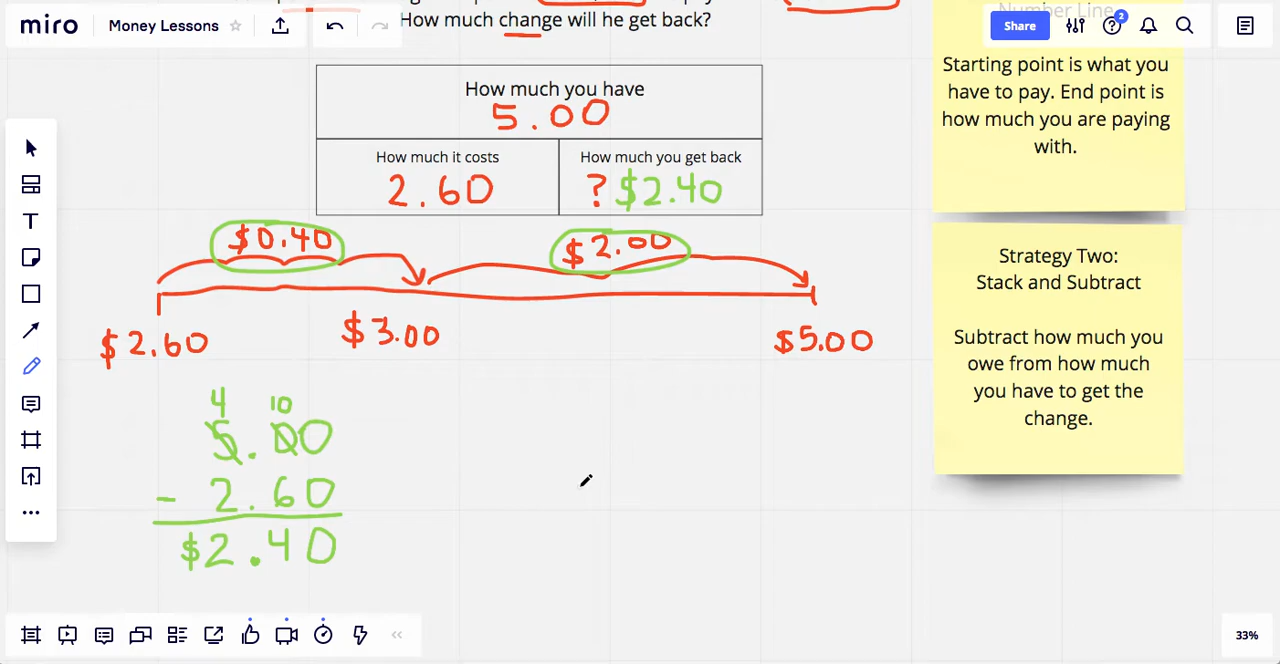 miro
Money Lessons
How much change will he get back?
Share
2
Number Line
How much you have
5.00
How much it costs
How much you get back
2.60
? $2.40
$0.40
$2.00
$2.60
$3.00
$5.00
4 10
5.00
- 2.60
$2.40
Starting point is what you
have to pay. End point is
how much you are paying
with.
Strategy Two:
Stack and Subtract
Subtract how much you
owe from how much
you have to get the
change.
T
33%